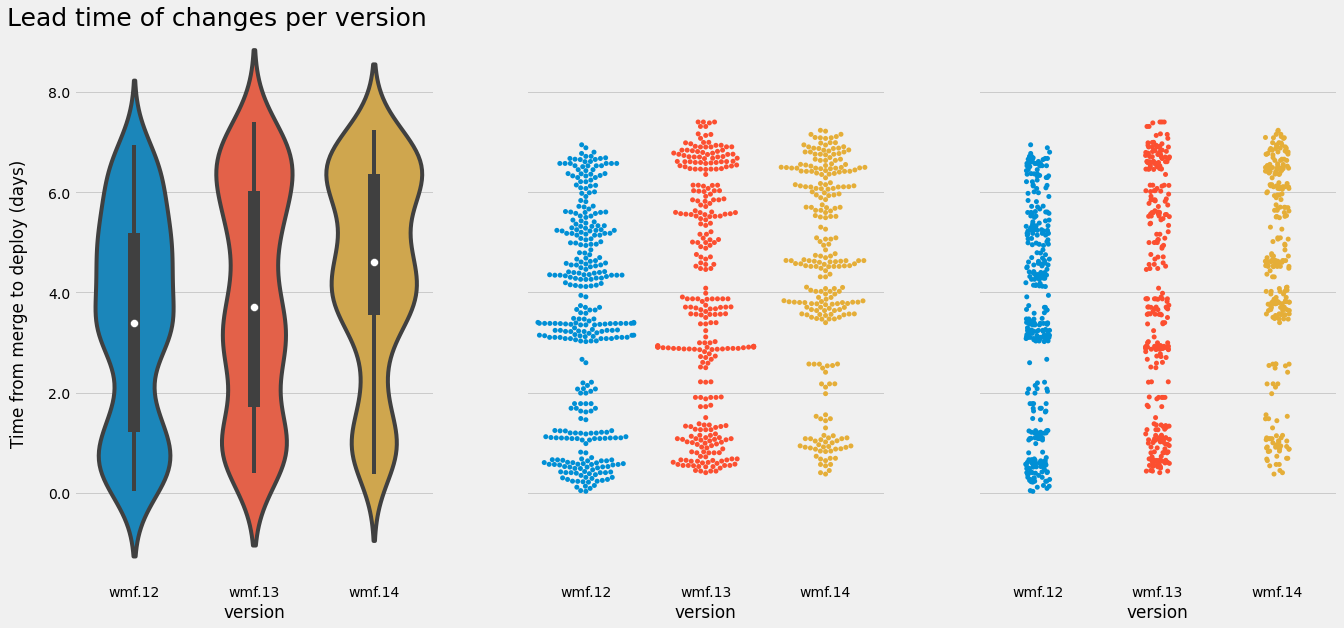 Lead time of changes per version
Time from merge to deploy (days)
8.0
6.0
4.0
2.0
0.0
wmf.12 wmf.13 wmf.14
version
wmf.12 wmf.13 wmf.14
version
wmf.12 wmf.13 wmf.14
version